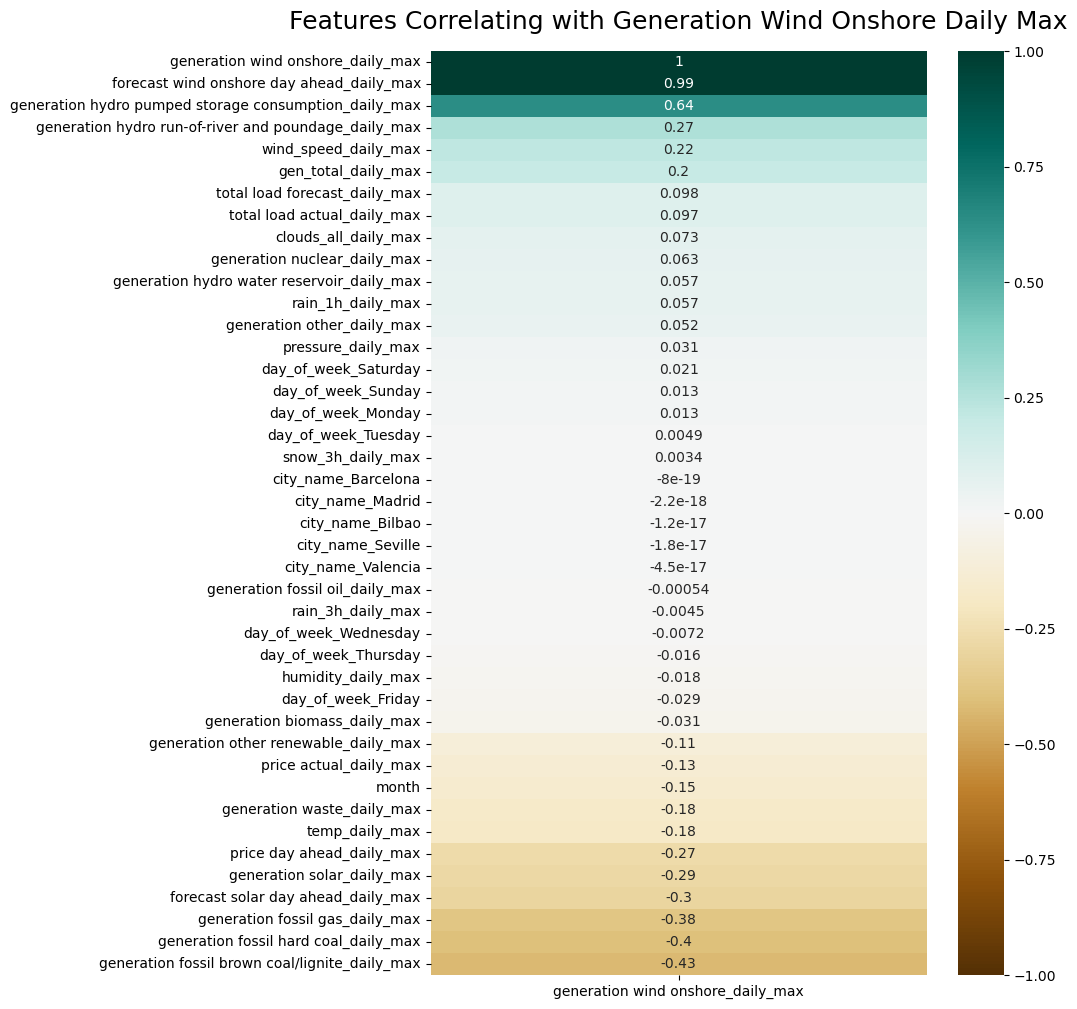 Features Correlating with Generation Wind Onshore Daily Max
generation wind onshore_daily_max 1
forecast wind onshore day ahead_daily_max 0.99
generation hydro pumped storage consumption_daily_max 0.64
generation hydro run-of-river and poundage_daily_max 0.27
wind_speed_daily_max 0.22
gen_total_daily_max 0.2
total load forecast_daily_max 0.098
total load actual_daily_max 0.097
clouds_all_daily_max 0.073
generation nuclear_daily_max 0.063
generation hydro water reservoir_daily_max 0.057
rain_1h_daily_max 0.057
generation other_daily_max 0.052
pressure_daily_max 0.031
day_of_week_Saturday 0.021
day_of_week_Sunday 0.013
day_of_week_Monday 0.013
day_of_week_Tuesday 0.0049
snow_3h_daily_max 0.0034
city_name_Barcelona -8e-19
city_name_Madrid -2.2e-18
city_name_Bilbao -1.2e-17
city_name_Seville -1.8e-17
city_name_Valencia -4.5e-17
generation fossil oil_daily_max -0.00054
rain_3h_daily_max -0.0045
day_of_week_Wednesday -0.0072
day_of_week_Thursday -0.016
humidity_daily_max -0.018
day_of_week_Friday -0.029
generation biomass_daily_max -0.031
generation other renewable_daily_max -0.11
price actual_daily_max -0.13
month -0.15
generation waste_daily_max -0.18
temp_daily_max -0.18
price day ahead_daily_max -0.27
generation solar_daily_max -0.29
forecast solar day ahead_daily_max -0.3
generation fossil gas_daily_max -0.38
generation fossil hard coal_daily_max -0.4
generation fossil brown coal/lignite_daily_max -0.43
generation wind onshore_daily_max
1.00
0.75
0.50
0.25
0.00
−0.25
−0.50
−0.75
−1.00